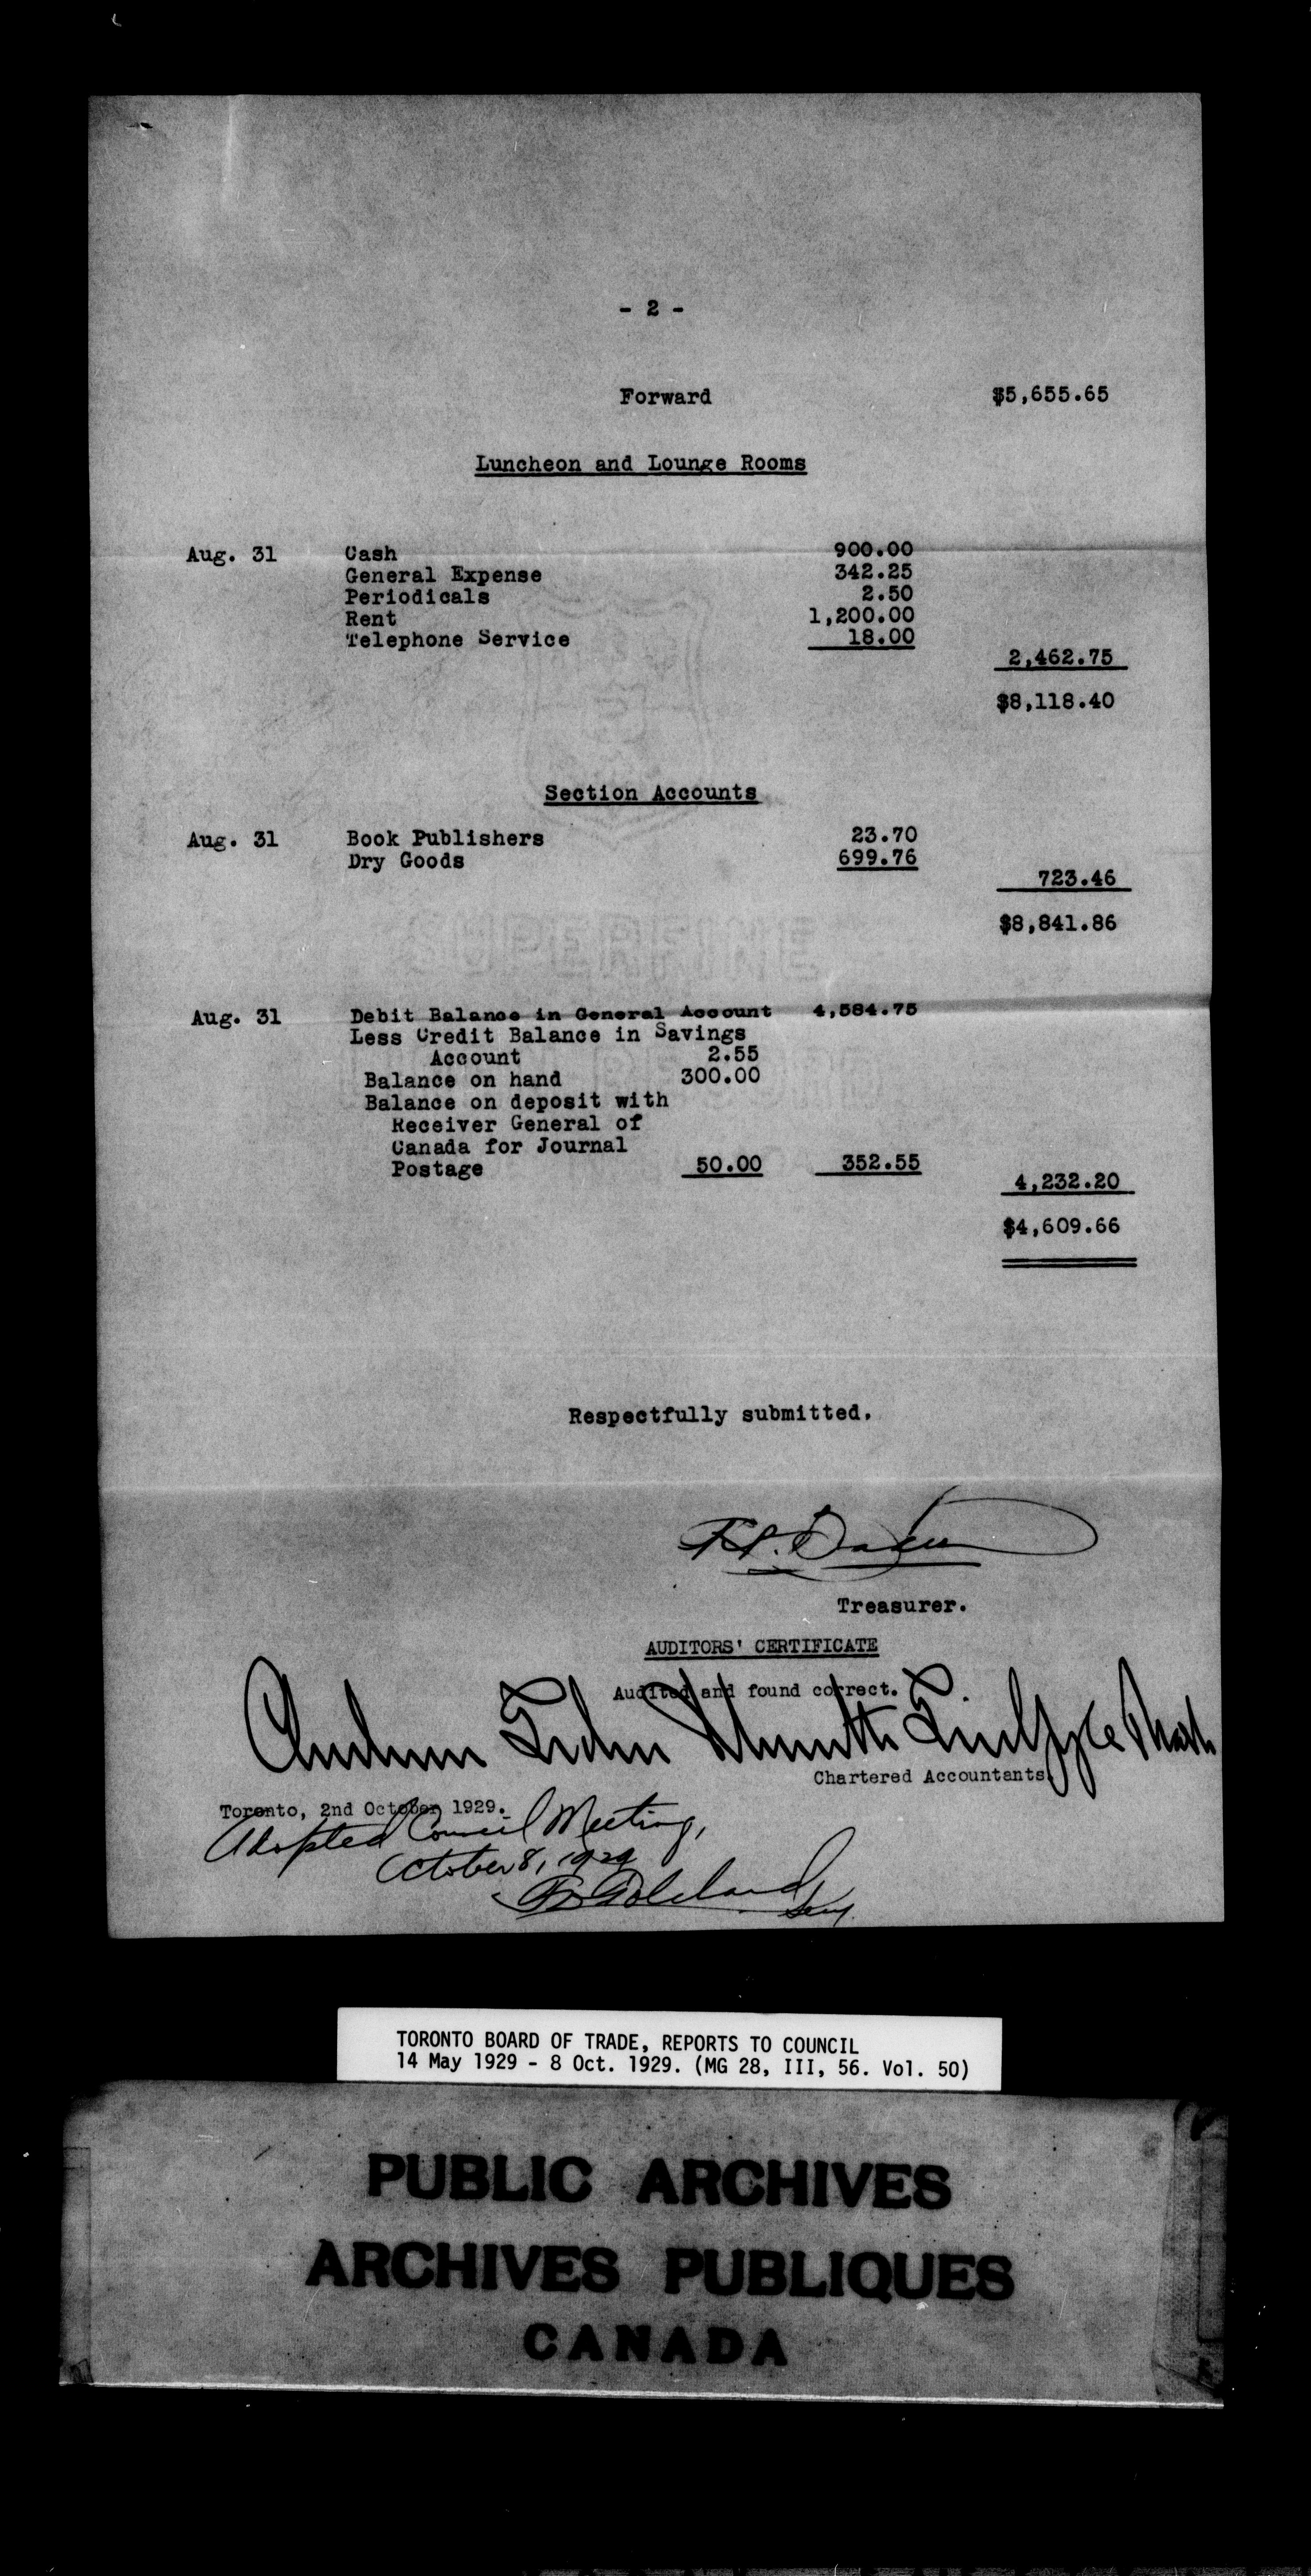 - 2 -
Forward $5,655.65
Luncheon and Lounge Rooms
Aug. 31 Cash 900.00
General Expense 342.25
Periodicals 2.50
Rent 1,200.00
Telephone Service 18.00
2,462.75
$8,118.40
Section Accounts
Aug. 31 Book Publishers 23.70
Dry Goods 699.76
723.46
$8,841.86
SUPERFINE
RECORD
Aug. 31 Debit Balance in General Account 4,584.75
Less Credit Balance in Savings
Account 2.55
Balance on hand 300.00
Balance on deposit with
Receiver General of
Canada for Journal
Postage 50.00 352.55
4,232.20
$4,609.66
Respectfully submitted,
Treasurer.
AUDITORS' CERTIFICATE
Audited and found correct.
Chartered Accountants.
Toronto, 2nd October 1929.
Adopted Council Meeting,
October 8, 1929
Secy.
TORONTO BOARD OF TRADE, REPORTS TO COUNCIL
14 May 1929 - 8 Oct. 1929. (MG 28, III, 56. Vol. 50)
PUBLIC ARCHIVES
ARCHIVES PUBLIQUES
CANADA